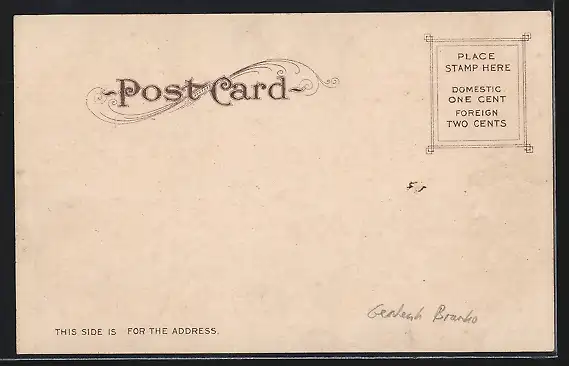 Post Card
PLACE
STAMP HERE
DOMESTIC
ONE CENT
FOREIGN
TWO CENTS
THIS SIDE IS FOR THE ADDRESS.